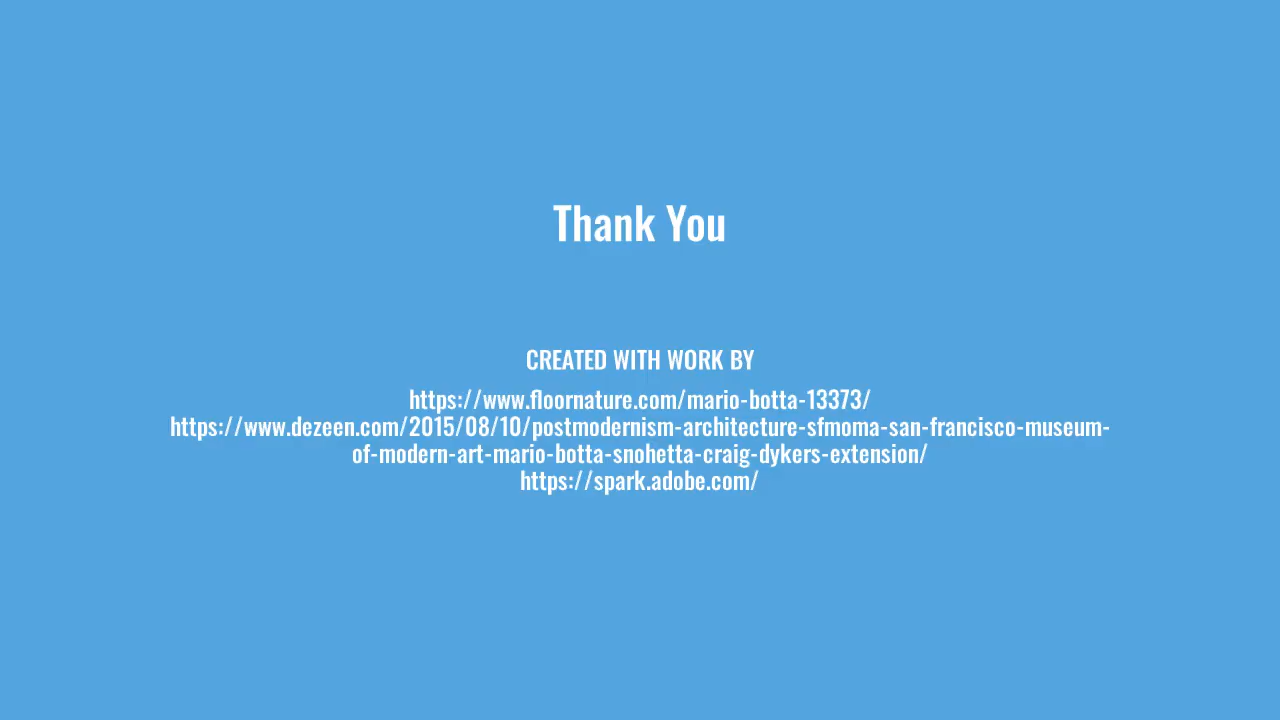 Thank You
CREATED WITH WORK BY
https://www.floornature.com/mario-botta-13373/
https://www.dezeen.com/2015/08/10/postmodernism-architecture-sfmoma-san-francisco-museum-
of-modern-art-mario-botta-snohetta-craig-dykers-extension/
https://spark.adobe.com/